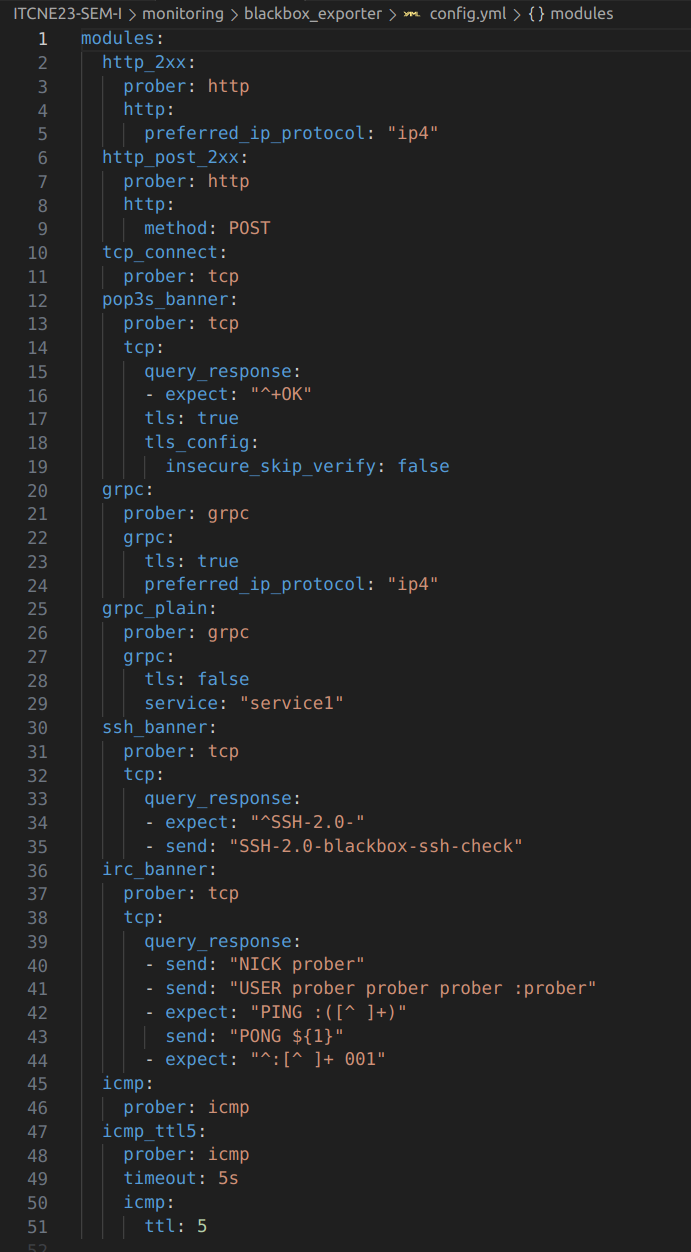 ITCNE23-SEM-I > monitoring > blackbox_exporter > YAML config.yml > {} modules
1 modules:
2   http_2xx:
3     prober: http
4     http:
5       preferred_ip_protocol: "ip4"
6   http_post_2xx:
7     prober: http
8     http:
9       method: POST
10   tcp_connect:
11     prober: tcp
12   pop3s_banner:
13     prober: tcp
14     tcp:
15       query_response:
16       - expect: "^+OK"
17       tls: true
18       tls_config:
19         insecure_skip_verify: false
20   grpc:
21     prober: grpc
22     grpc:
23       tls: true
24       preferred_ip_protocol: "ip4"
25   grpc_plain:
26     prober: grpc
27     grpc:
28       tls: false
29       service: "service1"
30   ssh_banner:
31     prober: tcp
32     tcp:
33       query_response:
34       - expect: "^SSH-2.0-"
35       - send: "SSH-2.0-blackbox-ssh-check"
36   irc_banner:
37     prober: tcp
38     tcp:
39       query_response:
40       - send: "NICK prober"
41       - send: "USER prober prober prober :prober"
42       - expect: "PING :([^ ]+)"
43         send: "PONG ${1}"
44       - expect: "^:[^ ]+ 001"
45   icmp:
46     prober: icmp
47   icmp_ttl5:
48     prober: icmp
49     timeout: 5s
50     icmp:
51       ttl: 5
52